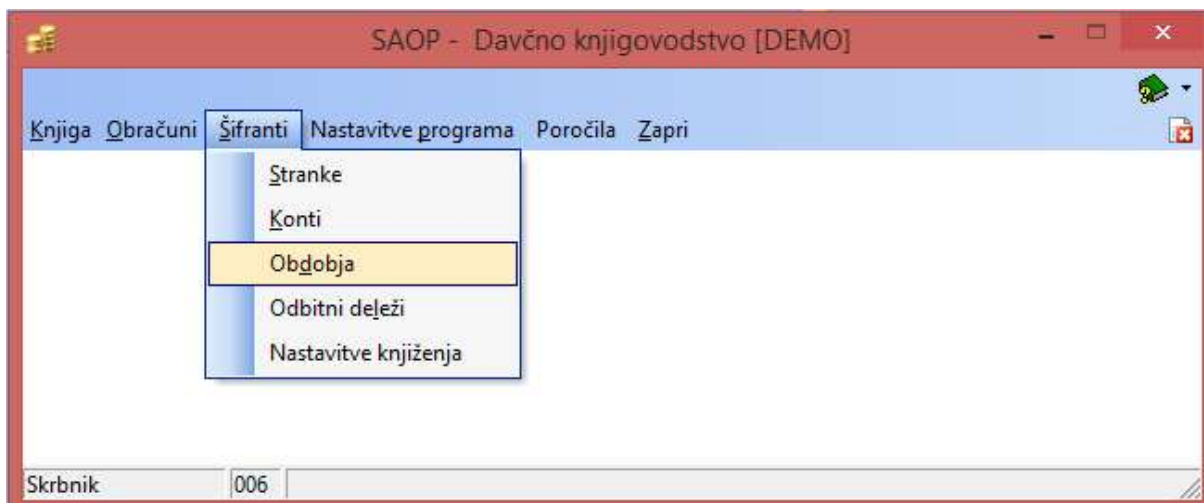 SAOP - Davčno knjigovodstvo [DEMO]
Knjiga Obračuni Šifranti Nastavitve programa Poročila Zapri
Stranke
Konti
Obdobja
Odbitni deleži
Nastavitve knjiženja
Skrbnik 006